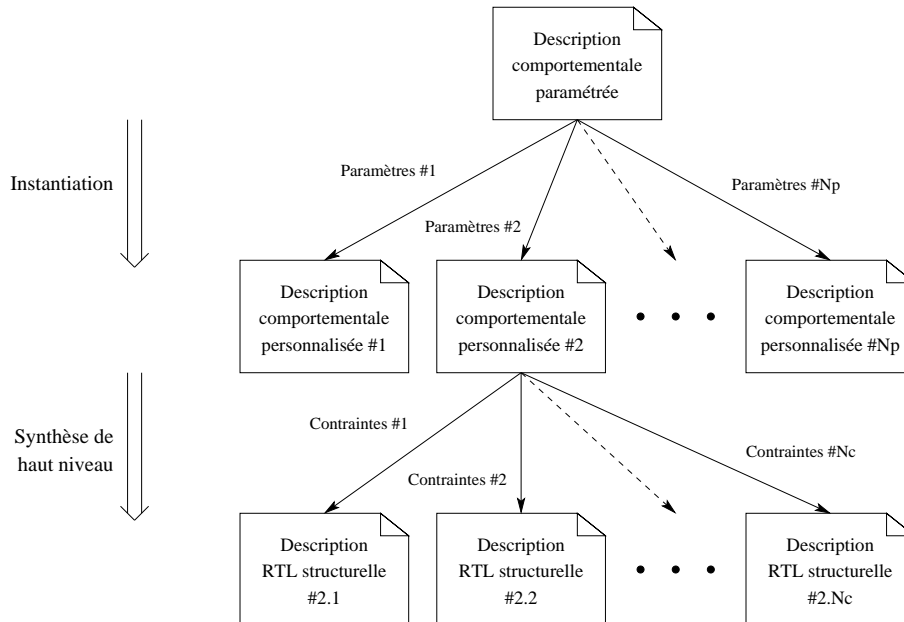 Description
comportementale
paramétrée
Instantiation
Paramètres #1
Paramètres #2
Paramètres #Np
Description
comportementale
personnalisée #1
Description
comportementale
personnalisée #2
Description
comportementale
personnalisée #Np
Synthèse de
haut niveau
Contraintes #1
Contraintes #2
Contraintes #Nc
Description
RTL structurelle
#2.1
Description
RTL structurelle
#2.2
Description
RTL structurelle
#2.Nc